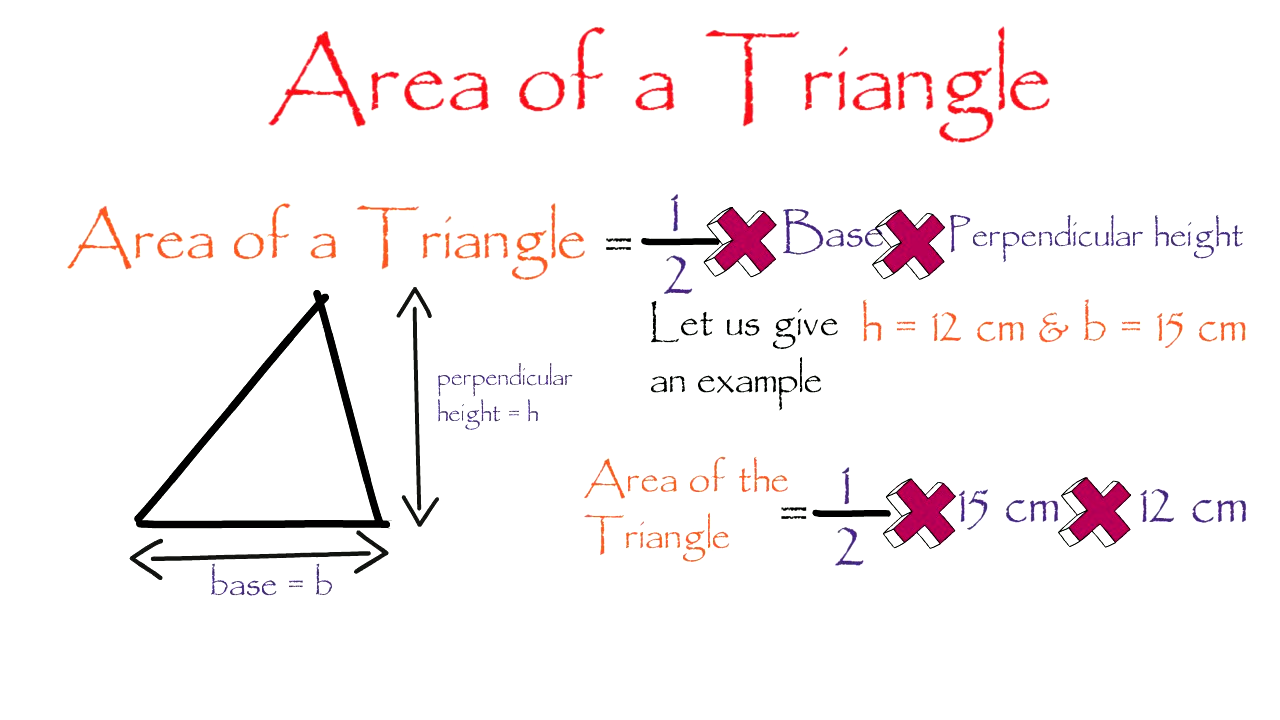 Area of a Triangle
Area of a Triangle = 1/2 × Base × Perpendicular height
Let us give h = 12 cm & b = 15 cm
an example
perpendicular
height = h
Area of the
Triangle = 1/2 × 15 cm × 12 cm
base = b